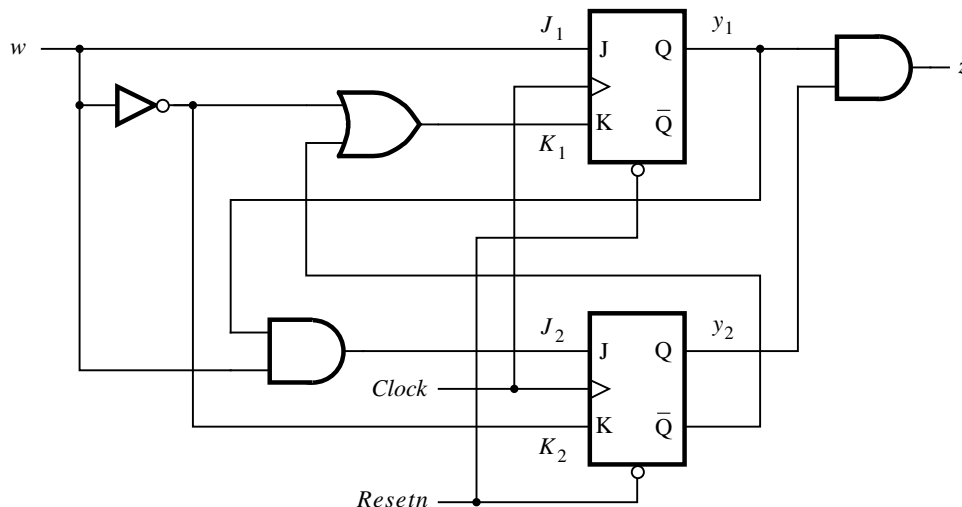 J1
y1
w
J
Q
z
K
Q̅
K1
J2
y2
J
Q
Clock
K
Q̅
K2
Resetn